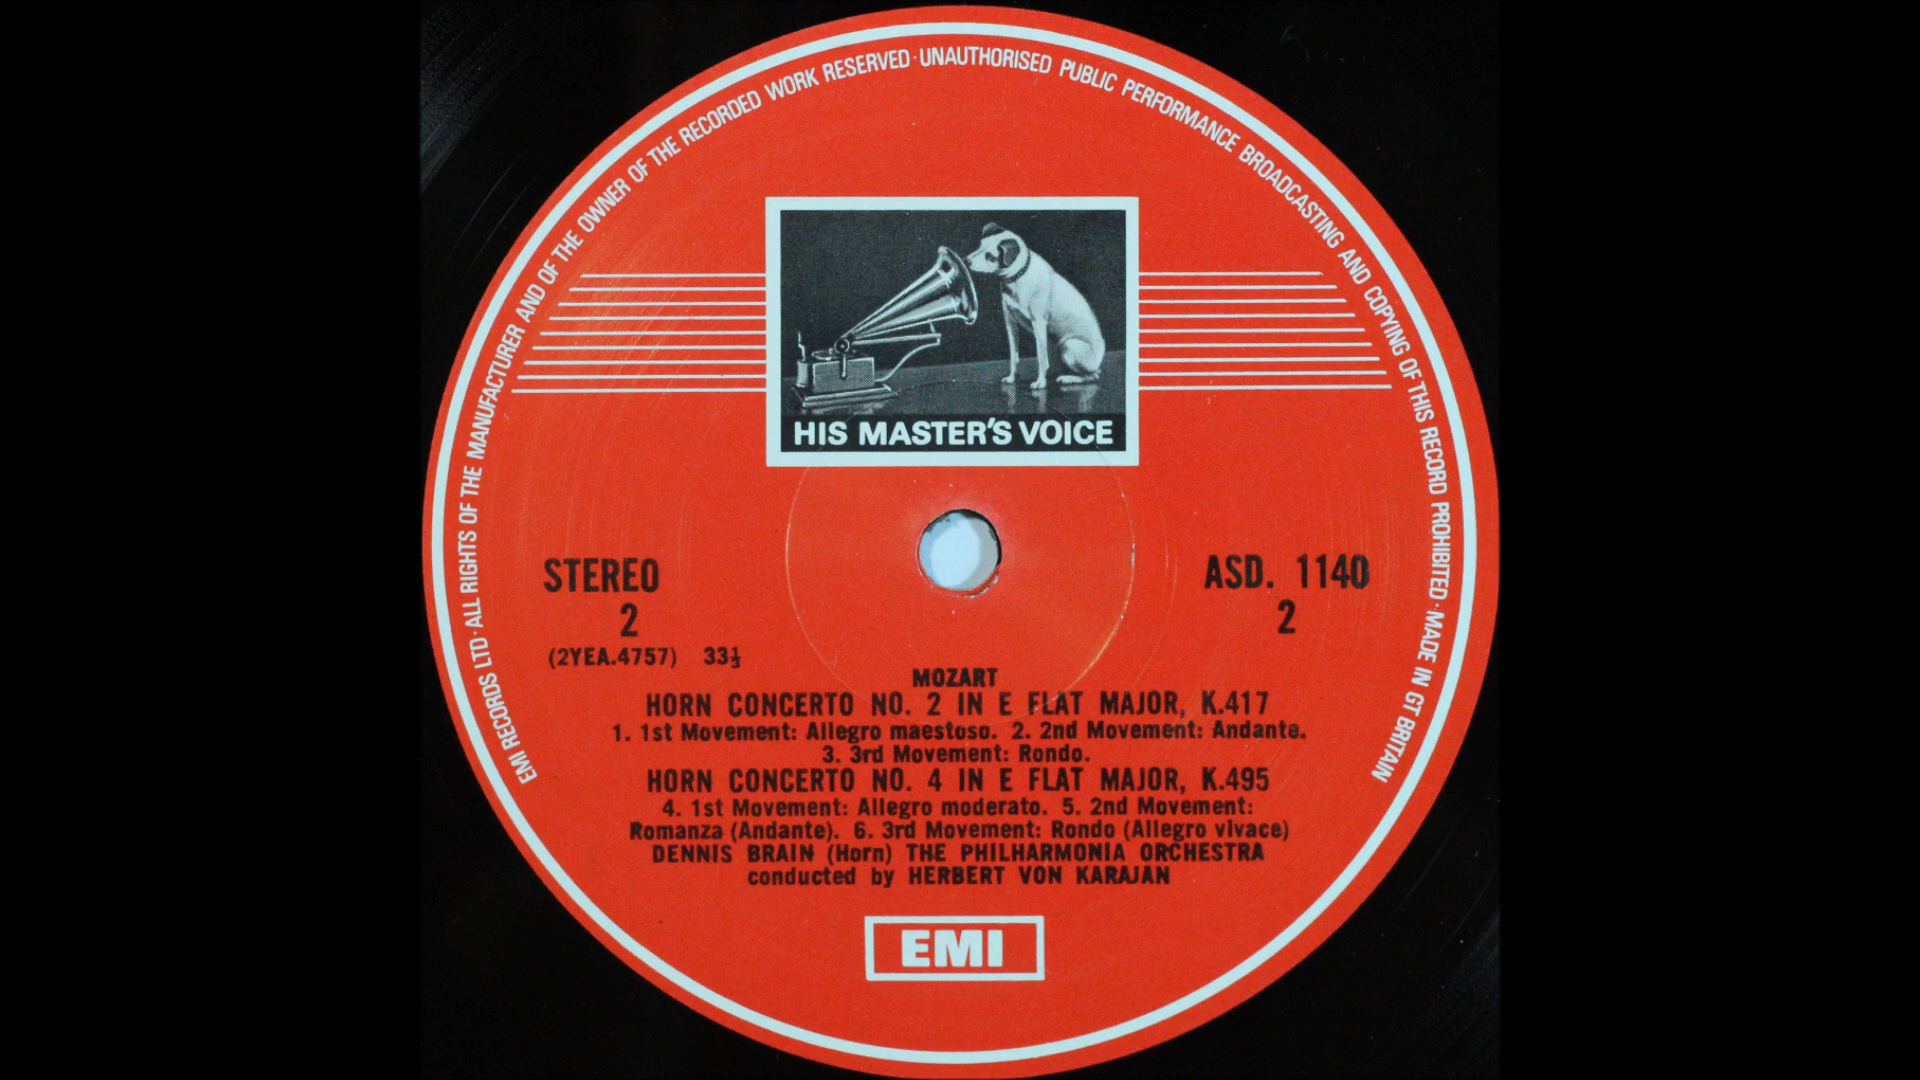 EMI RECORDS LTD · ALL RIGHTS OF THE MANUFACTURER AND OF THE OWNER OF THE RECORDED WORK RESERVED · UNAUTHORISED PUBLIC PERFORMANCE BROADCASTING AND COPYING OF THIS RECORD PROHIBITED · MADE IN GT BRITAIN
HIS MASTER'S VOICE
STEREO
2
(2YEA.4757) 33⅓
ASD. 1140
2
MOZART
HORN CONCERTO NO. 2 IN E FLAT MAJOR, K.417
1. 1st Movement: Allegro maestoso. 2. 2nd Movement: Andante.
3. 3rd Movement: Rondo.
HORN CONCERTO NO. 4 IN E FLAT MAJOR, K.495
4. 1st Movement: Allegro moderato. 5. 2nd Movement:
Romanza (Andante). 6. 3rd Movement: Rondo (Allegro vivace)
DENNIS BRAIN (Horn) THE PHILHARMONIA ORCHESTRA
conducted by HERBERT VON KARAJAN
EMI